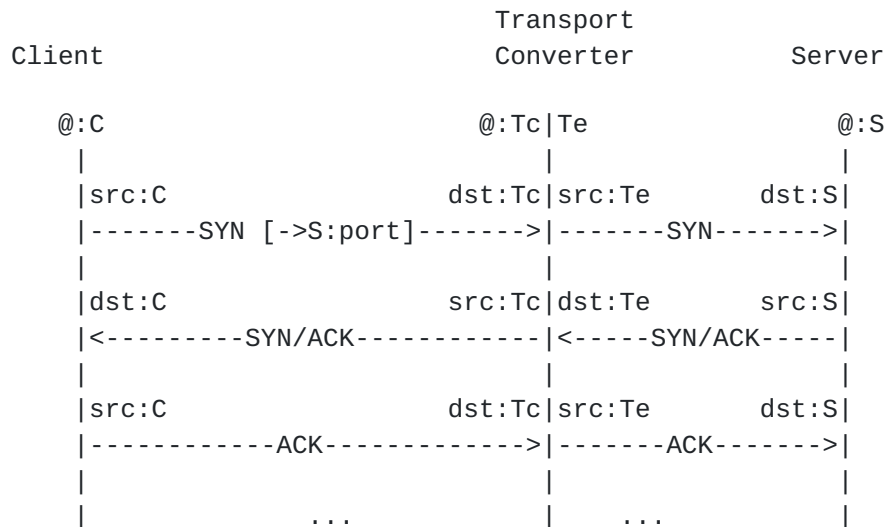 Transport
Client                        Converter         Server

   @:C                       @:Tc|Te               @:S
    |                            |                  |
    |src:C                 dst:Tc|src:Te       dst:S|
    |-------SYN [->S:port]------->|-------SYN------->|
    |                            |                  |
    |dst:C                 src:Tc|dst:Te       src:S|
    |<---------SYN/ACK------------|<-----SYN/ACK-----|
    |                            |                  |
    |src:C                 dst:Tc|src:Te       dst:S|
    |------------ACK------------->|-------ACK------->|
    |                            |                  |
    |              ...           |    ...           |